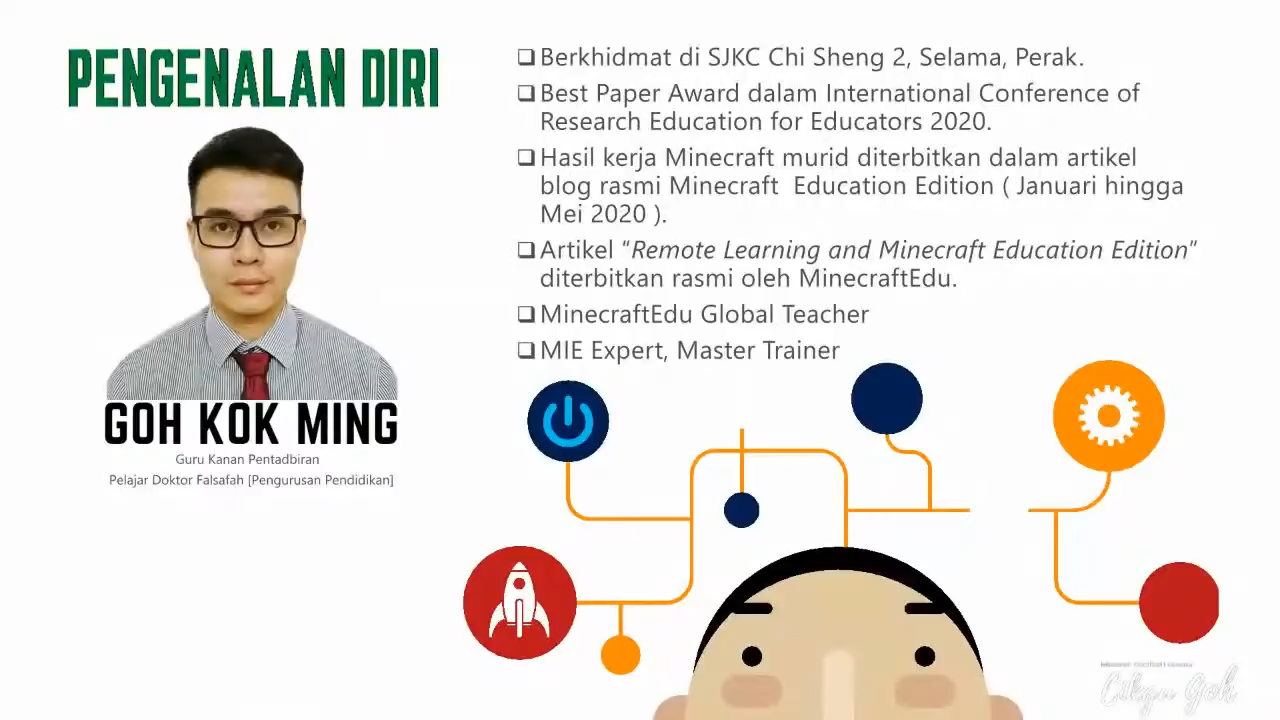 PENGENALAN DIRI
GOH KOK MING
Guru Kanan Pentadbiran
Pelajar Doktor Falsafah [Pengurusan Pendidikan]
❑Berkhidmat di SJKC Chi Sheng 2, Selama, Perak.
❑Best Paper Award dalam International Conference of
Research Education for Educators 2020.
❑Hasil kerja Minecraft murid diterbitkan dalam artikel
blog rasmi Minecraft Education Edition ( Januari hingga
Mei 2020 ).
❑Artikel "Remote Learning and Minecraft Education Edition"
diterbitkan rasmi oleh MinecraftEdu.
❑MinecraftEdu Global Teacher
❑MIE Expert, Master Trainer
Cikgu Goh